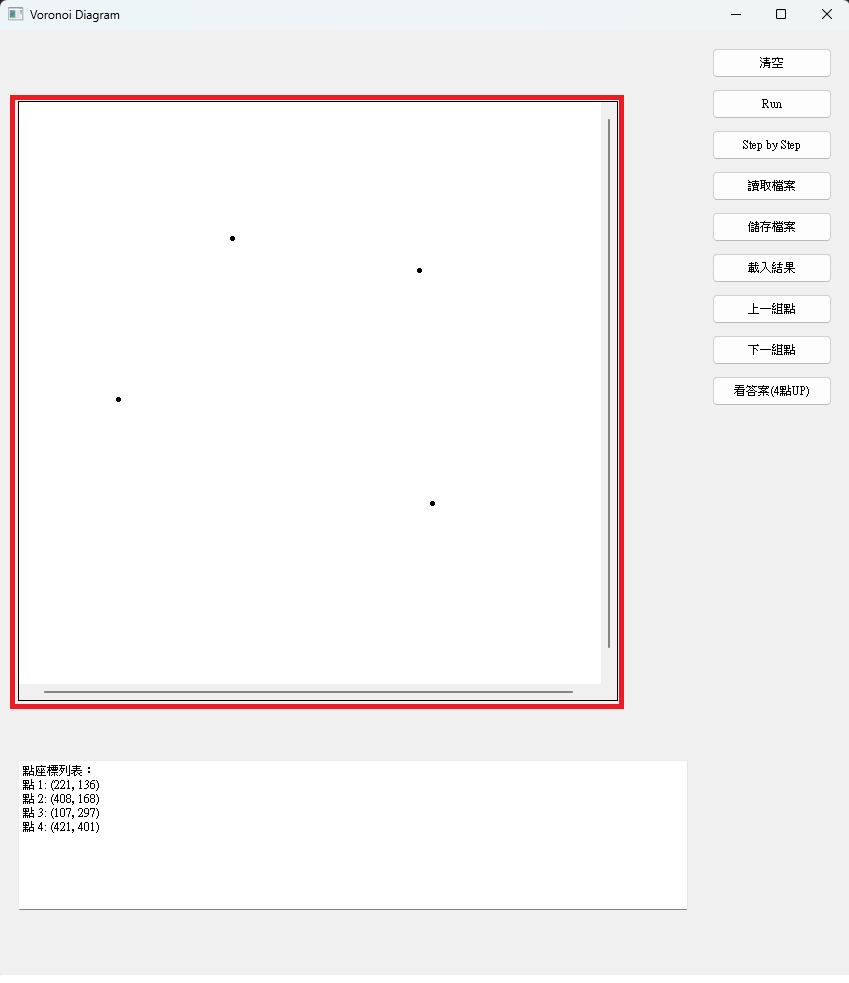 Voronoi Diagram
清空
Run
Step by Step
讀取檔案
儲存檔案
載入結果
上一組點
下一組點
看答案(4點UP)
點座標列表：
點 1: (221, 136)
點 2: (408, 168)
點 3: (107, 297)
點 4: (421, 401)